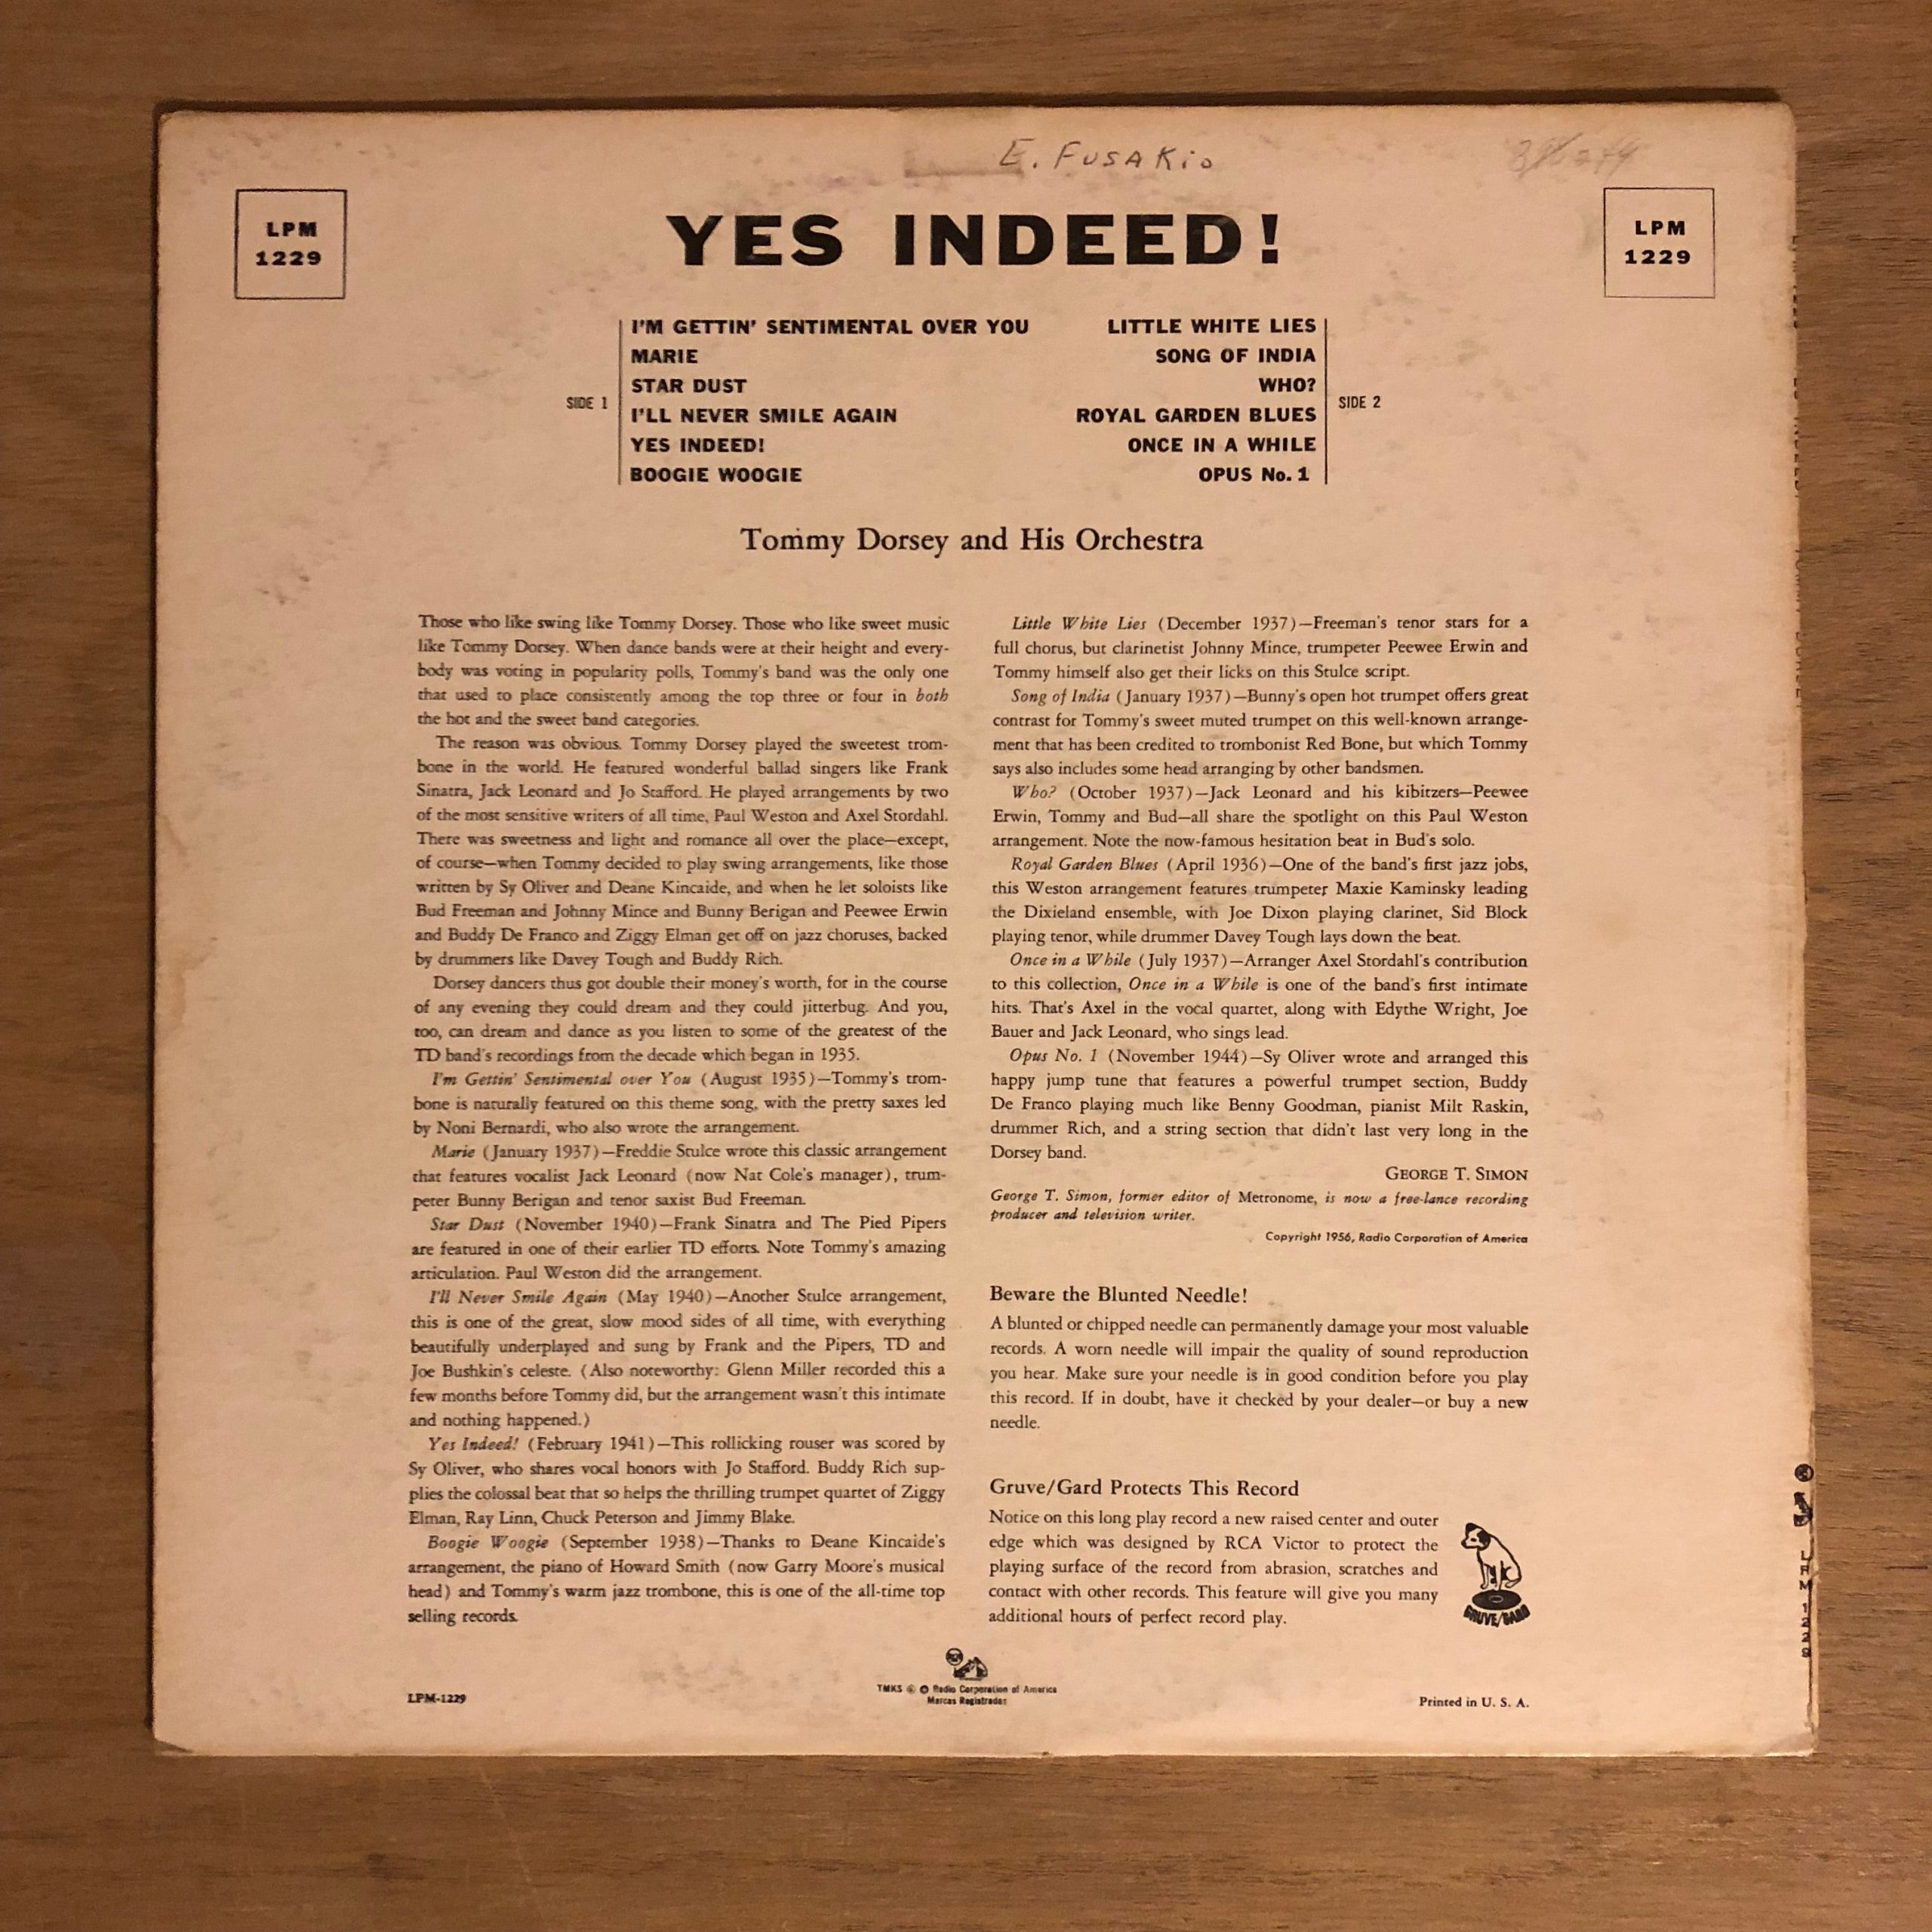 E. FUSAKIO
LPM
1229
YES INDEED!
LPM
1229
SIDE 1
I'M GETTIN' SENTIMENTAL OVER YOU
MARIE
STAR DUST
I'LL NEVER SMILE AGAIN
YES INDEED!
BOOGIE WOOGIE
LITTLE WHITE LIES
SONG OF INDIA
WHO?
ROYAL GARDEN BLUES
ONCE IN A WHILE
OPUS No. 1
SIDE 2
Tommy Dorsey and His Orchestra
Those who like swing like Tommy Dorsey. Those who like sweet music
like Tommy Dorsey. When dance bands were at their height and every-
body was voting in popularity polls, Tommy's band was the only one
that used to place consistently among the top three or four in both
the hot and the sweet band categories.
The reason was obvious. Tommy Dorsey played the sweetest trom-
bone in the world. He featured wonderful ballad singers like Frank
Sinatra, Jack Leonard and Jo Stafford. He played arrangements by two
of the most sensitive writers of all time, Paul Weston and Axel Stordahl.
There was sweetness and light and romance all over the place—except,
of course—when Tommy decided to play swing arrangements, like those
written by Sy Oliver and Deane Kincaide, and when he let soloists like
Bud Freeman and Johnny Mince and Bunny Berigan and Peewee Erwin
and Buddy De Franco and Ziggy Elman get off on jazz choruses, backed
by drummers like Davey Tough and Buddy Rich.
Dorsey dancers thus got double their money's worth, for in the course
of any evening they could dream and they could jitterbug. And you,
too, can dream and dance as you listen to some of the greatest of the
TD band's recordings from the decade which began in 1935.
I'm Gettin' Sentimental over You (August 1935)—Tommy's trom-
bone is naturally featured on this theme song, with the pretty saxes led
by Noni Bernardi, who also wrote the arrangement.
Marie (January 1937)—Freddie Stulce wrote this classic arrangement
that features vocalist Jack Leonard (now Nat Cole's manager), trum-
peter Bunny Berigan and tenor saxist Bud Freeman.
Star Dust (November 1940)—Frank Sinatra and The Pied Pipers
are featured in one of their earlier TD efforts. Note Tommy's amazing
articulation. Paul Weston did the arrangement.
I'll Never Smile Again (May 1940)—Another Stulce arrangement,
this is one of the great, slow mood sides of all time, with everything
beautifully underplayed and sung by Frank and the Pipers, TD and
Joe Bushkin's celeste. (Also noteworthy: Glenn Miller recorded this a
few months before Tommy did, but the arrangement wasn't this intimate
and nothing happened.)
Yes Indeed! (February 1941)—This rollicking rouser was scored by
Sy Oliver, who shares vocal honors with Jo Stafford. Buddy Rich sup-
plies the colossal beat that so helps the thrilling trumpet quartet of Ziggy
Elman, Ray Linn, Chuck Peterson and Jimmy Blake.
Boogie Woogie (September 1938)—Thanks to Deane Kincaide's
arrangement, the piano of Howard Smith (now Garry Moore's musical
head) and Tommy's warm jazz trombone, this is one of the all-time top
selling records.
Little White Lies (December 1937)—Freeman's tenor stars for a
full chorus, but clarinetist Johnny Mince, trumpeter Peewee Erwin and
Tommy himself also get their licks on this Stulce script.
Song of India (January 1937)—Bunny's open hot trumpet offers great
contrast for Tommy's sweet muted trumpet on this well-known arrange-
ment that has been credited to trombonist Red Bone, but which Tommy
says also includes some head arranging by other bandsmen.
Who? (October 1937)—Jack Leonard and his kibitzers—Peewee
Erwin, Tommy and Bud—all share the spotlight on this Paul Weston
arrangement. Note the now-famous hesitation beat in Bud's solo.
Royal Garden Blues (April 1936)—One of the band's first jazz jobs,
this Weston arrangement features trumpeter Maxie Kaminsky leading
the Dixieland ensemble, with Joe Dixon playing clarinet, Sid Block
playing tenor, while drummer Davey Tough lays down the beat.
Once in a While (July 1937)—Arranger Axel Stordahl's contribution
to this collection, Once in a While is one of the band's first intimate
hits. That's Axel in the vocal quartet, along with Edythe Wright, Joe
Bauer and Jack Leonard, who sings lead.
Opus No. 1 (November 1944)—Sy Oliver wrote and arranged this
happy jump tune that features a powerful trumpet section, Buddy
De Franco playing much like Benny Goodman, pianist Milt Raskin,
drummer Rich, and a string section that didn't last very long in the
Dorsey band.
GEORGE T. SIMON
George T. Simon, former editor of Metronome, is now a free-lance recording
producer and television writer.
Copyright 1956, Radio Corporation of America
Beware the Blunted Needle!
A blunted or chipped needle can permanently damage your most valuable
records. A worn needle will impair the quality of sound reproduction
you hear. Make sure your needle is in good condition before you play
this record. If in doubt, have it checked by your dealer—or buy a new
needle.
Gruve/Gard Protects This Record
Notice on this long play record a new raised center and outer
edge which was designed by RCA Victor to protect the
playing surface of the record from abrasion, scratches and
contact with other records. This feature will give you many
additional hours of perfect record play.
GRUVE/GARD
TMKS ® © Radio Corporation of America
Marcas Registradas
LPM-1229
Printed in U. S. A.
LPM 1229